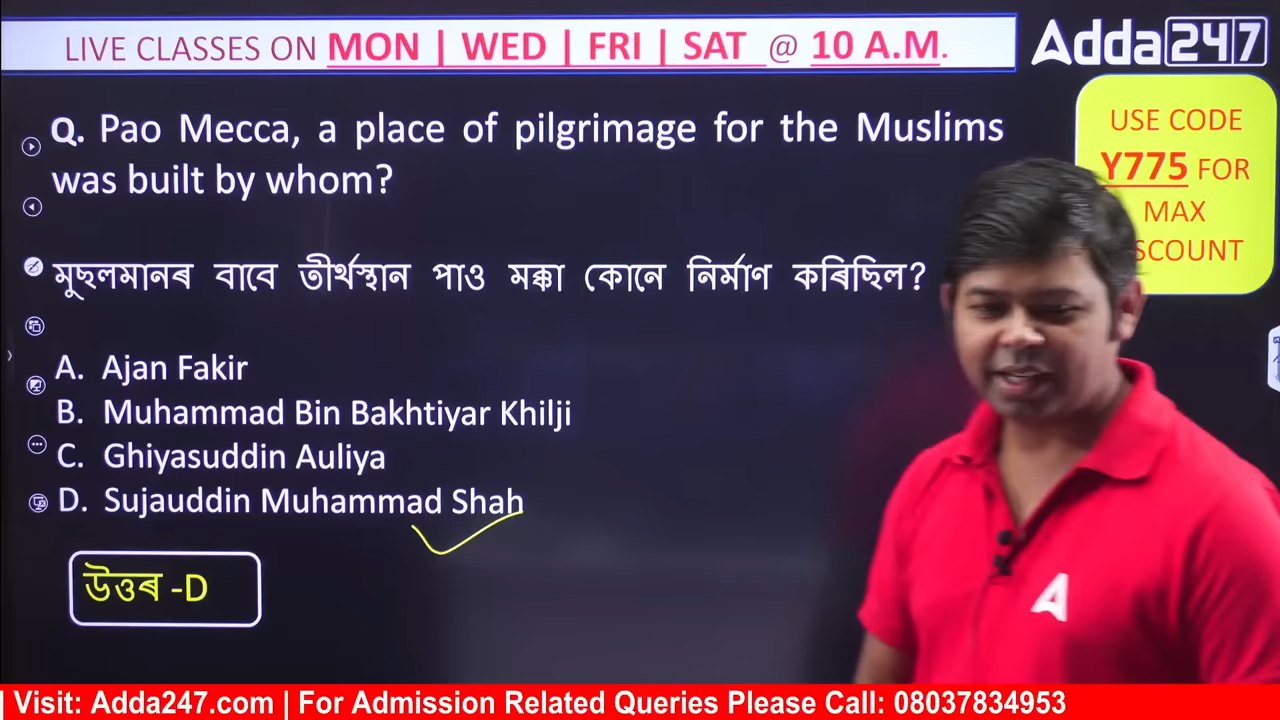 LIVE CLASSES ON MON | WED | FRI | SAT @ 10 A.M.
Adda247
USE CODE
Y775 FOR
MAX
SCOUNT
Q. Pao Mecca, a place of pilgrimage for the Muslims
was built by whom?
মুছলমানৰ বাবে তীৰ্থস্থান পাও মক্কা কোনে নিৰ্মাণ কৰিছিল?
A. Ajan Fakir
B. Muhammad Bin Bakhtiyar Khilji
C. Ghiyasuddin Auliya
D. Sujauddin Muhammad Shah
উত্তৰ -D
| Visit: Adda247.com | For Admission Related Queries Please Call: 08037834953